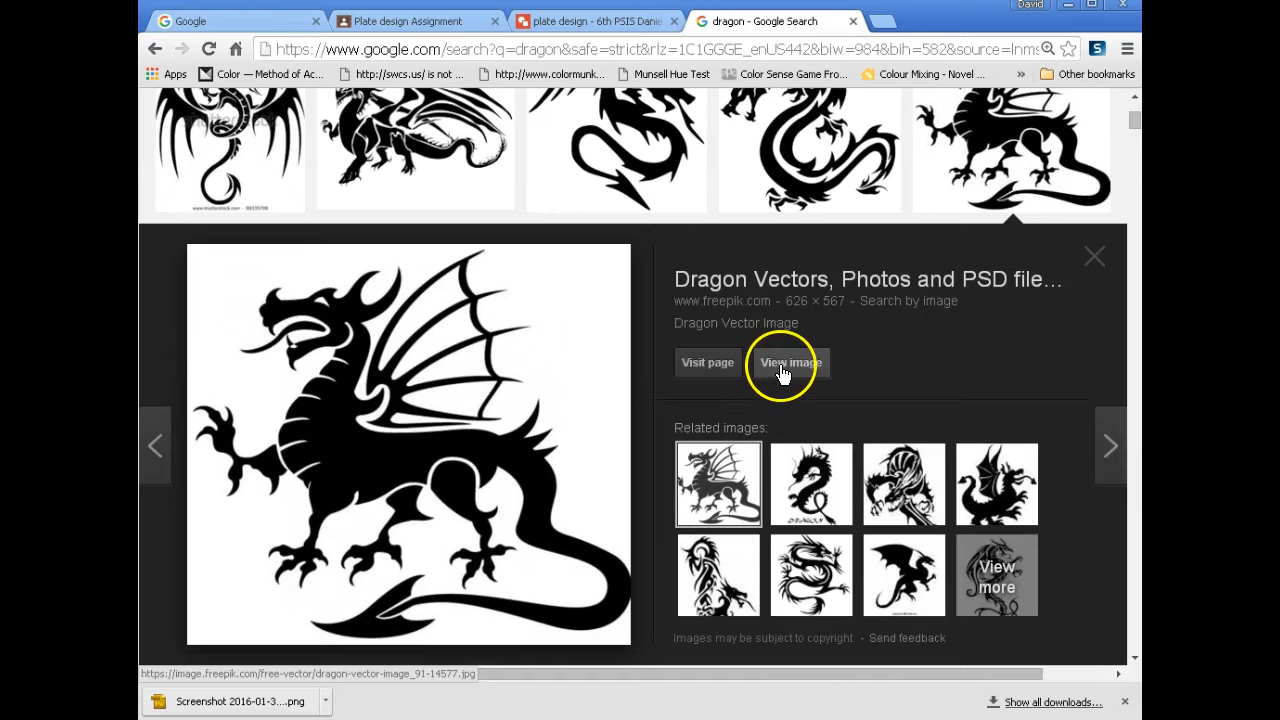 David
Google
Plate design Assignment
plate design - 6th PSIS Danie
dragon - Google Search
https://www.google.com/search?q=dragon&safe=strict&rlz=1C1GGGE_enUS442&biw=984&bih=582&source=lnms
Apps
Color — Method of Ac...
http://swcs.us/ is not ...
http://www.colormunk...
Munsell Hue Test
Color Sense Game Fro...
Colour Mixing - Novel ...
»
Other bookmarks
Dragon Vectors, Photos and PSD file...
www.freepik.com - 626 × 567 - Search by image
Dragon Vector Image
Visit page
View image
Related images:
DRAGON
View
more
Images may be subject to copyright. - Send feedback
https://image.freepik.com/free-vector/dragon-vector-image_91-14577.jpg
Screenshot 2016-01-3....png
Show all downloads...